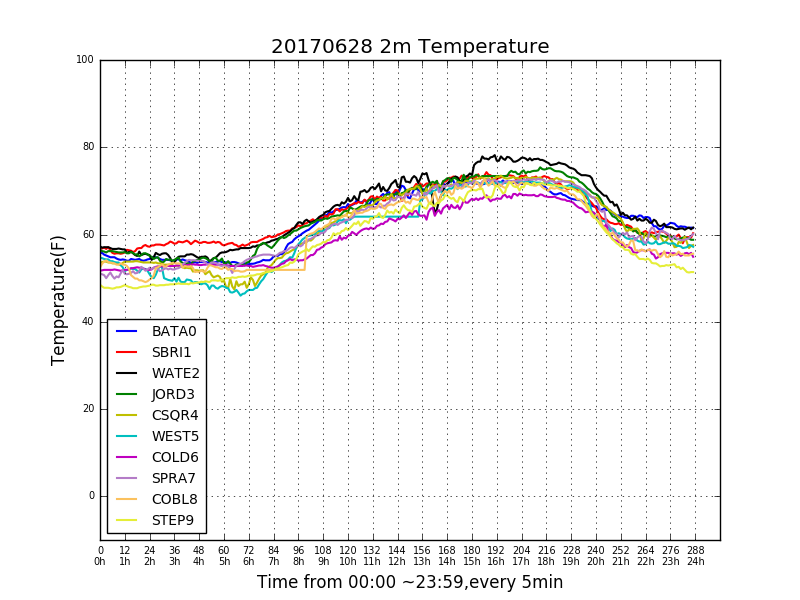 20170628 2m Temperature
Temperature(F)
100
80
60
40
20
0
BATA0
SBRI1
WATE2
JORD3
CSQR4
WEST5
COLD6
SPRA7
COBL8
STEP9
0 12 24 36 48 60 72 84 96 108 120 132 144 156 168 180 192 204 216 228 240 252 264 276 288
0h 1h 2h 3h 4h 5h 6h 7h 8h 9h 10h 11h 12h 13h 14h 15h 16h 17h 18h 19h 20h 21h 22h 23h 24h
Time from 00:00 ~23:59,every 5min